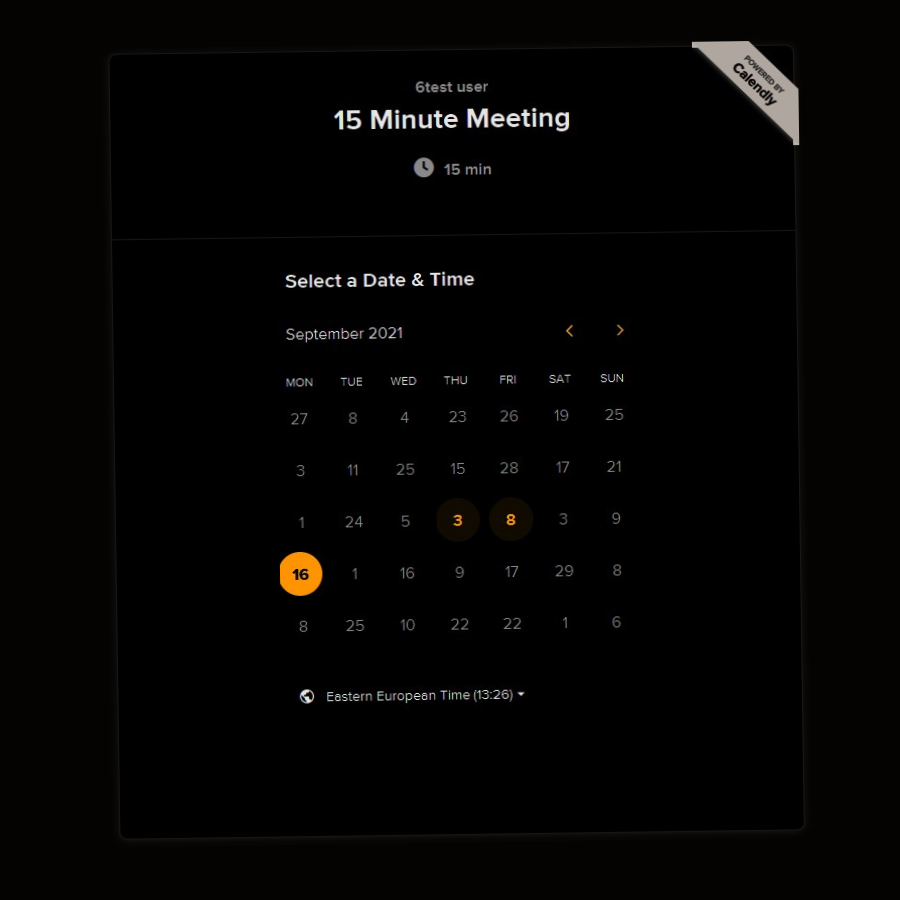 POWERED BY
Calendly
6test user
15 Minute Meeting
15 min
Select a Date & Time
September 2021
MON TUE WED THU FRI SAT SUN
27 8 4 23 26 19 25
3 11 25 15 28 17 21
1 24 5 3 8 3 9
16 1 16 9 17 29 8
8 25 10 22 22 1 6
Eastern European Time (13:26)